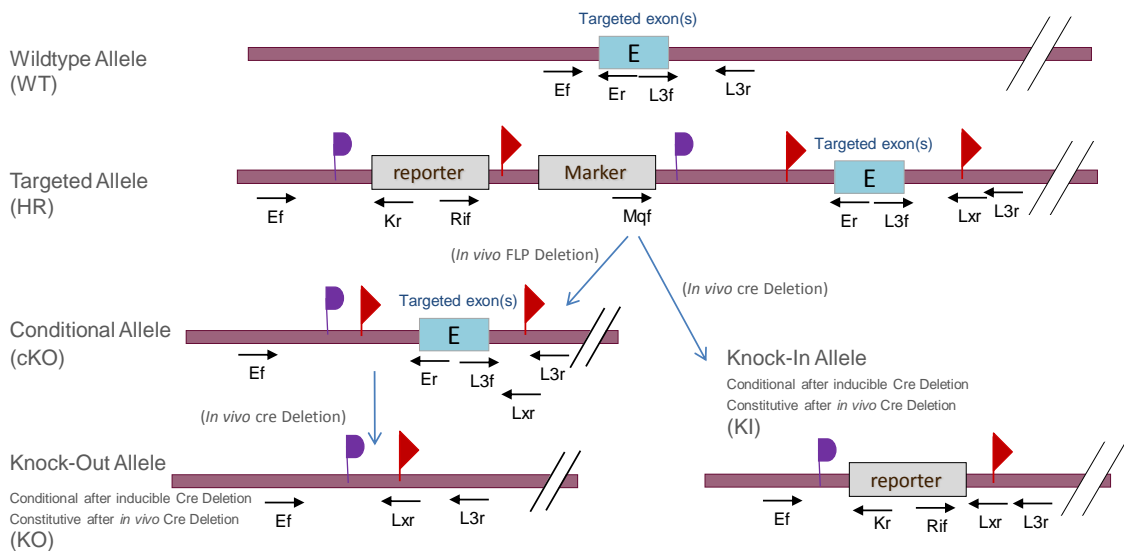 Targeted exon(s)
Wildtype Allele
(WT)
E
Ef
Er
L3f
L3r
Targeted exon(s)
Targeted Allele
(HR)
reporter
Marker
E
Ef
Kr
Rif
Mqf
Er
L3f
Lxr
L3r
(In vivo FLP Deletion)
(In vivo cre Deletion)
Targeted exon(s)
Conditional Allele
(cKO)
E
Ef
Er
L3f
L3r
Lxr
Knock-In Allele
Conditional after inducible Cre Deletion
Constitutive after in vivo Cre Deletion
(KI)
(In vivo cre Deletion)
Knock-Out Allele
Conditional after inducible Cre Deletion
Constitutive after in vivo Cre Deletion
(KO)
Ef
Lxr
L3r
reporter
Ef
Kr
Rif
Lxr
L3r